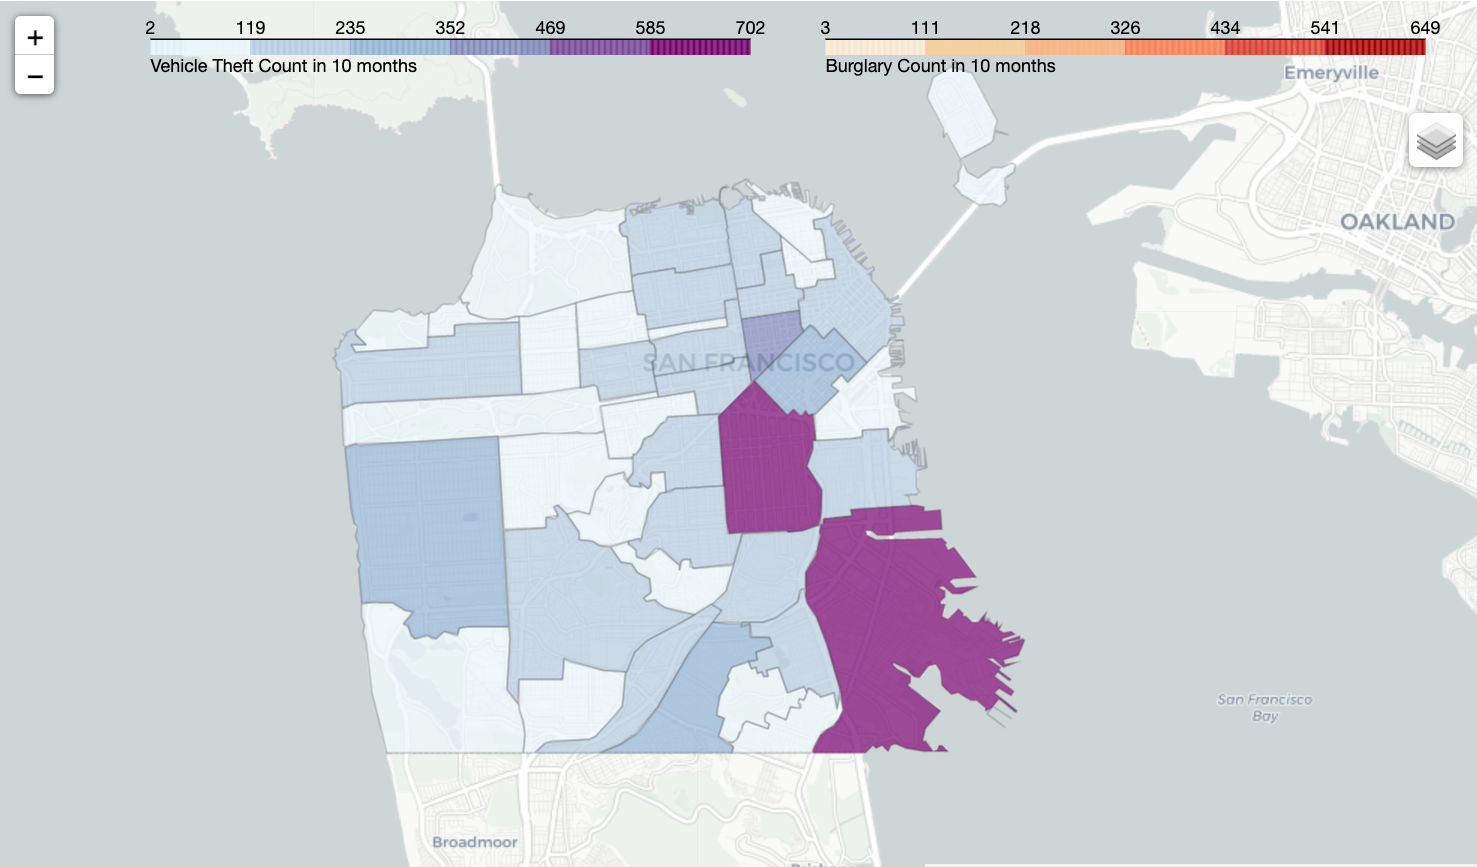 +
−
2 119 235 352 469 585 702
Vehicle Theft Count in 10 months
3 111 218 326 434 541 649
Burglary Count in 10 months
Emeryville
OAKLAND
SAN FRANCISCO
San Francisco
Bay
Broadmoor